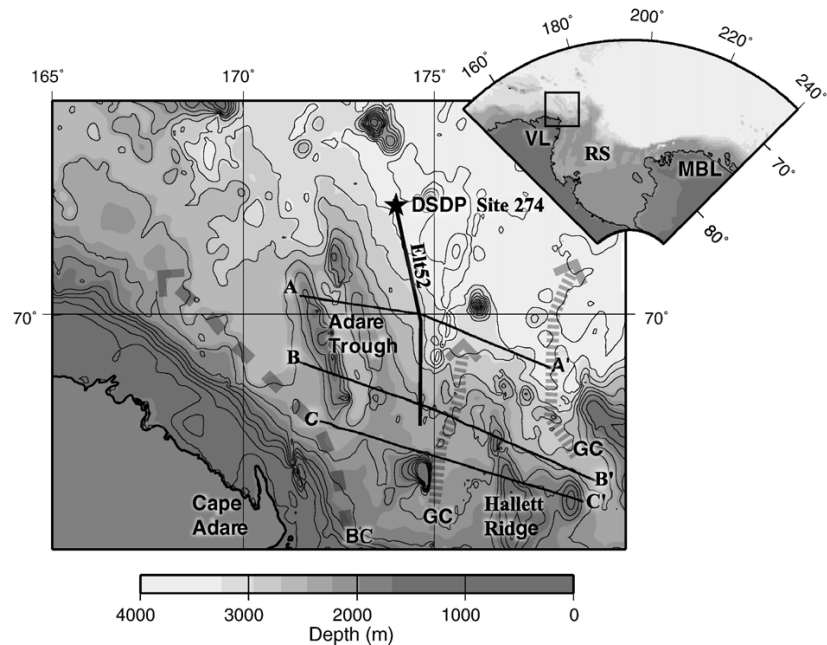 180˚
200˚
160˚
220˚
240˚
70˚
80˚
VL
RS
MBL
165˚
170˚
175˚
DSDP Site 274
Elt52
70˚
70˚
A
Adare
Trough
A'
B
C
GC
B'
C'
Cape
Adare
GC
Hallett
Ridge
BC
4000
3000
2000
1000
0
Depth (m)